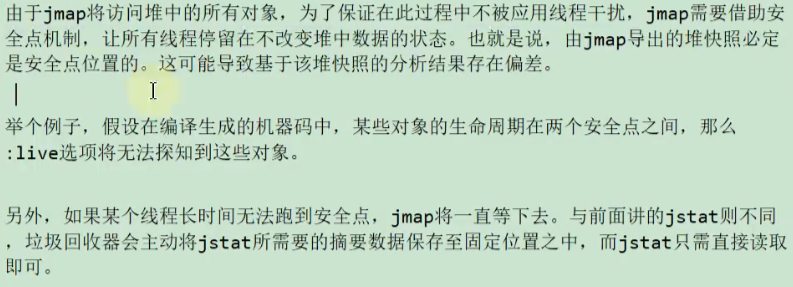 由于jmap将访问堆中的所有对象，为了保证在此过程中不被应用线程干扰，jmap需要借助安
全点机制，让所有线程停留在不改变堆中数据的状态。也就是说，由jmap导出的堆快照必定
是安全点位置的。这可能导致基于该堆快照的分析结果存在偏差。
举个例子，假设在编译生成的机器码中，某些对象的生命周期在两个安全点之间，那么
:live选项将无法探知到这些对象。
另外，如果某个线程长时间无法跑到安全点，jmap将一直等下去。与前面讲的jstat则不同
，垃圾回收器会主动将jstat所需要的摘要数据保存至固定位置之中，而jstat只需直接读取
即可。